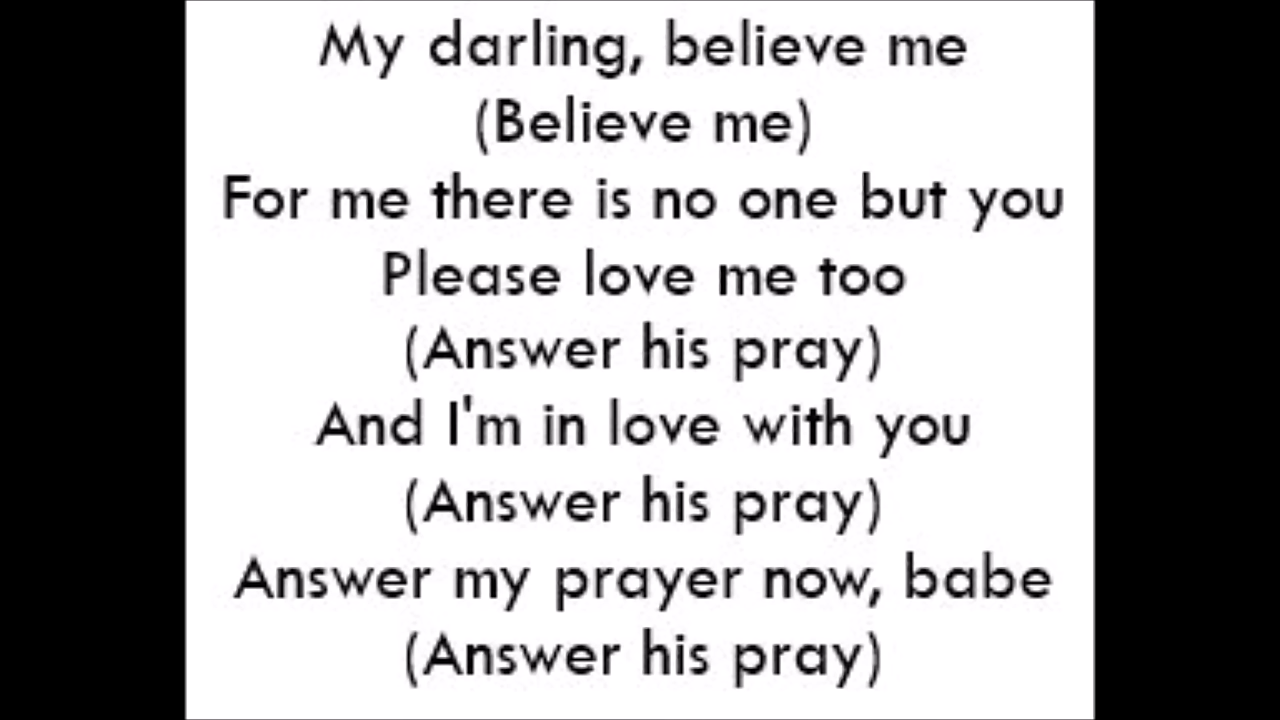 My darling, believe me
(Believe me)
For me there is no one but you
Please love me too
(Answer his pray)
And I'm in love with you
(Answer his pray)
Answer my prayer now, babe
(Answer his pray)